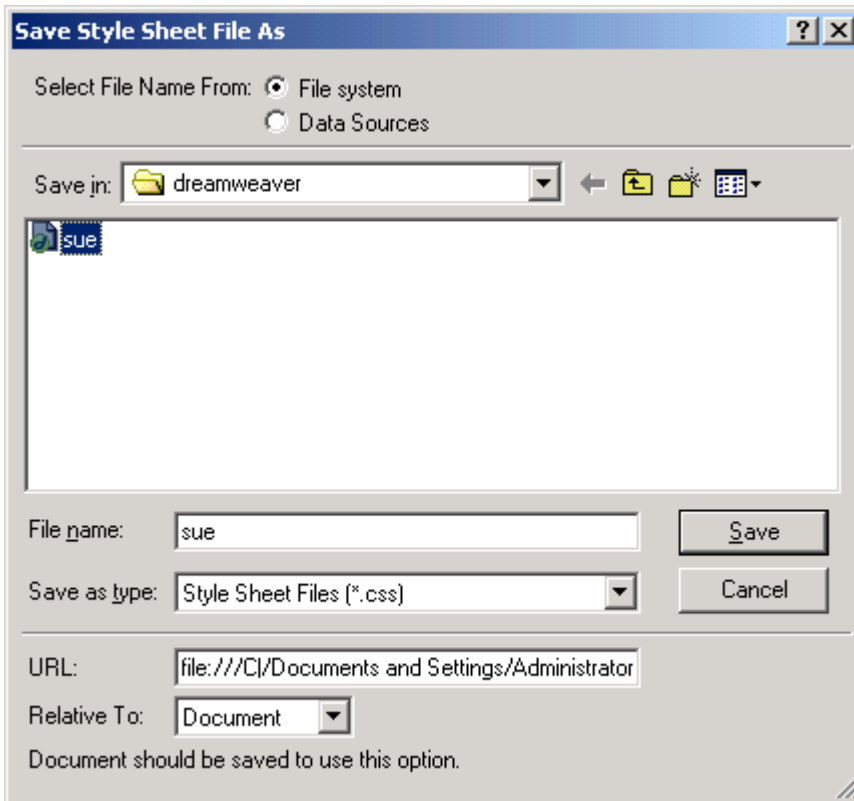 Save Style Sheet File As
Select File Name From: File system
Data Sources
Save in: dreamweaver
sue
File name: sue Save
Save as type: Style Sheet Files (*.css) Cancel
URL: file:///C|/Documents and Settings/Administrator
Relative To: Document
Document should be saved to use this option.